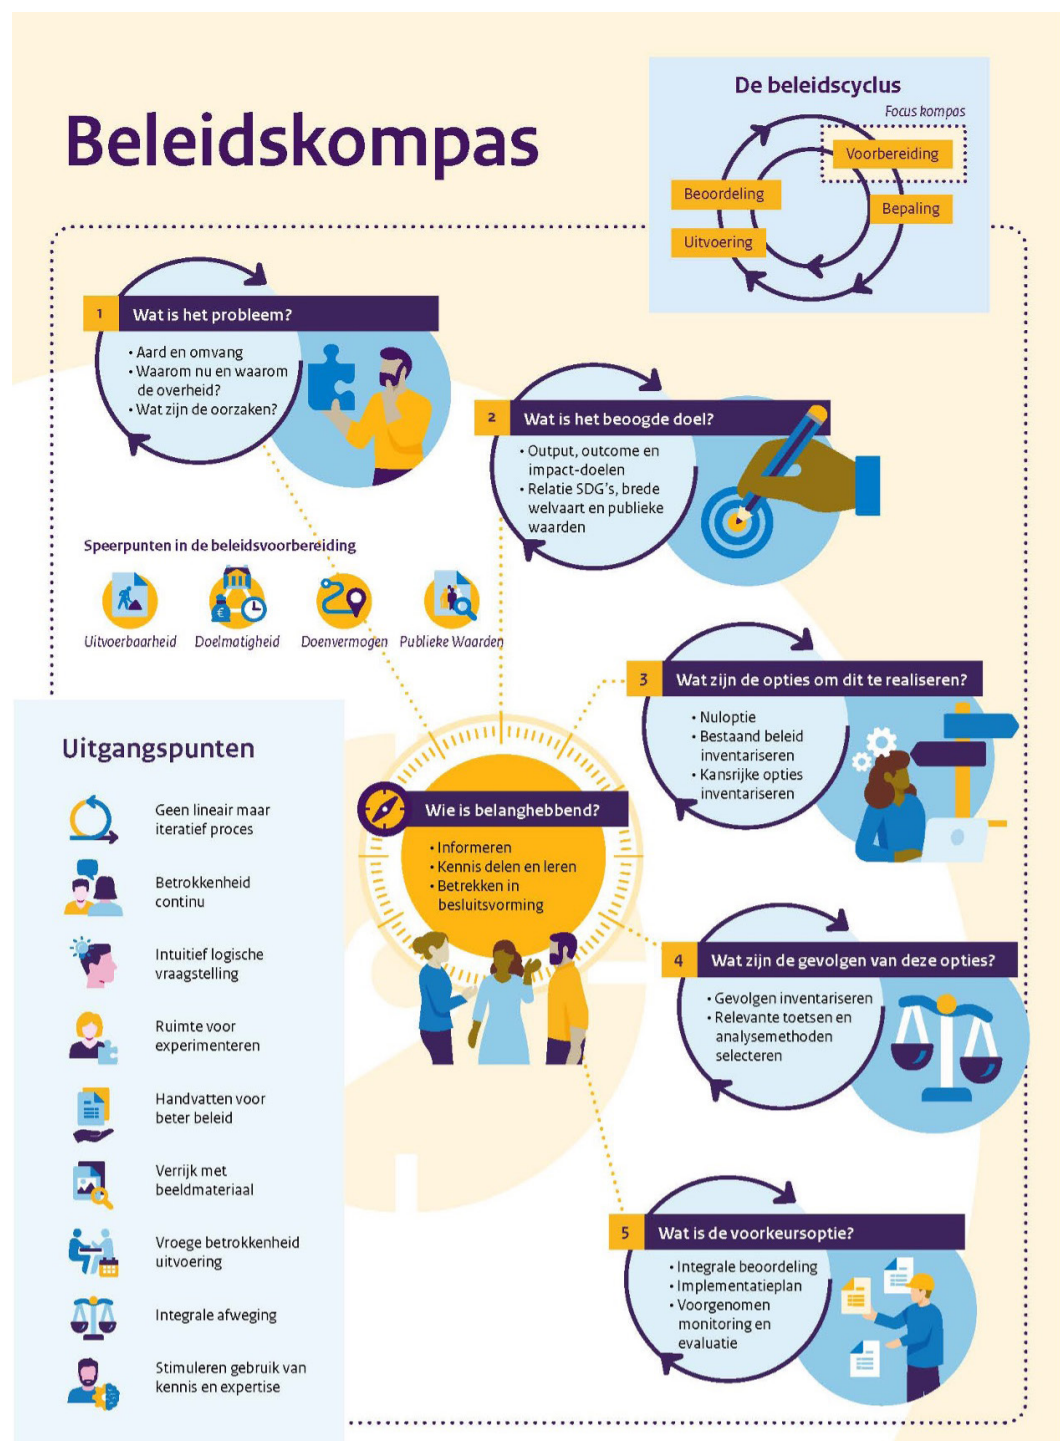 Beleidskompas
De beleidscyclus
Focus kompas
Voorbereiding
Beoordeling
Bepaling
Uitvoering
1 Wat is het probleem?
• Aard en omvang
• Waarom nu en waarom
de overheid?
• Wat zijn de oorzaken?
2 Wat is het beoogde doel?
• Output, outcome en
impact-doelen
• Relatie SDG's, brede
welvaart en publieke
waarden
Speerpunten in de beleidsvoorbereiding
Uitvoerbaarheid
Doelmatigheid
Doenvermogen
Publieke Waarden
3 Wat zijn de opties om dit te realiseren?
• Nuloptie
• Bestaand beleid
inventariseren
• Kansrijke opties
inventariseren
Wie is belanghebbend?
• Informeren
• Kennis delen en leren
• Betrekken in
besluitsvorming
4 Wat zijn de gevolgen van deze opties?
• Gevolgen inventariseren
• Relevante toetsen en
analysemethoden
selecteren
5 Wat is de voorkeursoptie?
• Integrale beoordeling
• Implementatieplan
• Voorgenomen
monitoring en
evaluatie
Uitgangspunten
Geen lineair maar
iteratief proces
Betrokkenheid
continu
Intuitief logische
vraagstelling
Ruimte voor
experimenteren
Handvatten voor
beter beleid
Verrijk met
beeldmateriaal
Vroege betrokkenheid
uitvoering
Integrale afweging
Stimuleren gebruik van
kennis en expertise